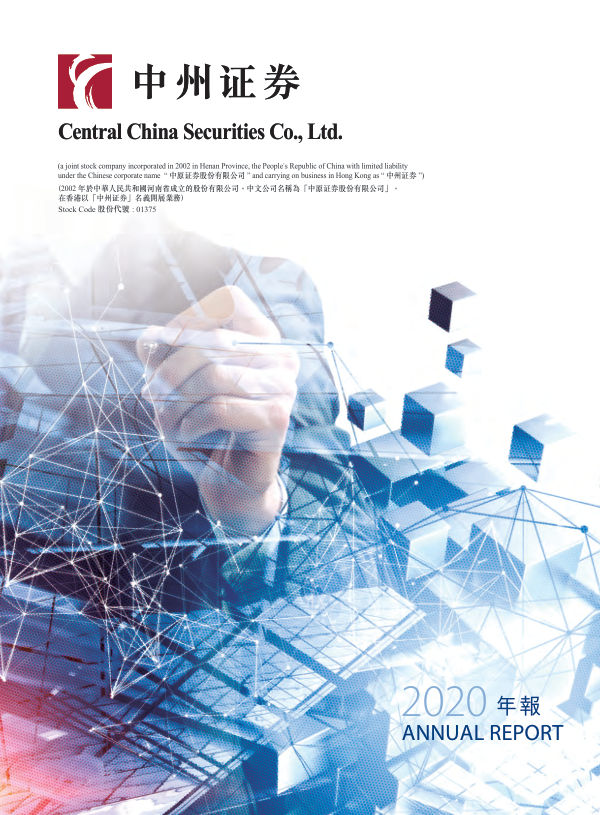 中州证券
Central China Securities Co., Ltd.
(a joint stock company incorporated in 2002 in Henan Province, the People's Republic of China with limited liability
under the Chinese corporate name “ 中原证券股份有限公司 ” and carrying on business in Hong Kong as “ 中州证券 ”)
(2002 年於中華人民共和國河南省成立的股份有限公司，中文公司名稱為「中原证券股份有限公司」，
在香港以「中州证券」名義開展業務)
Stock Code 股份代號 : 01375
2020 年報
ANNUAL REPORT